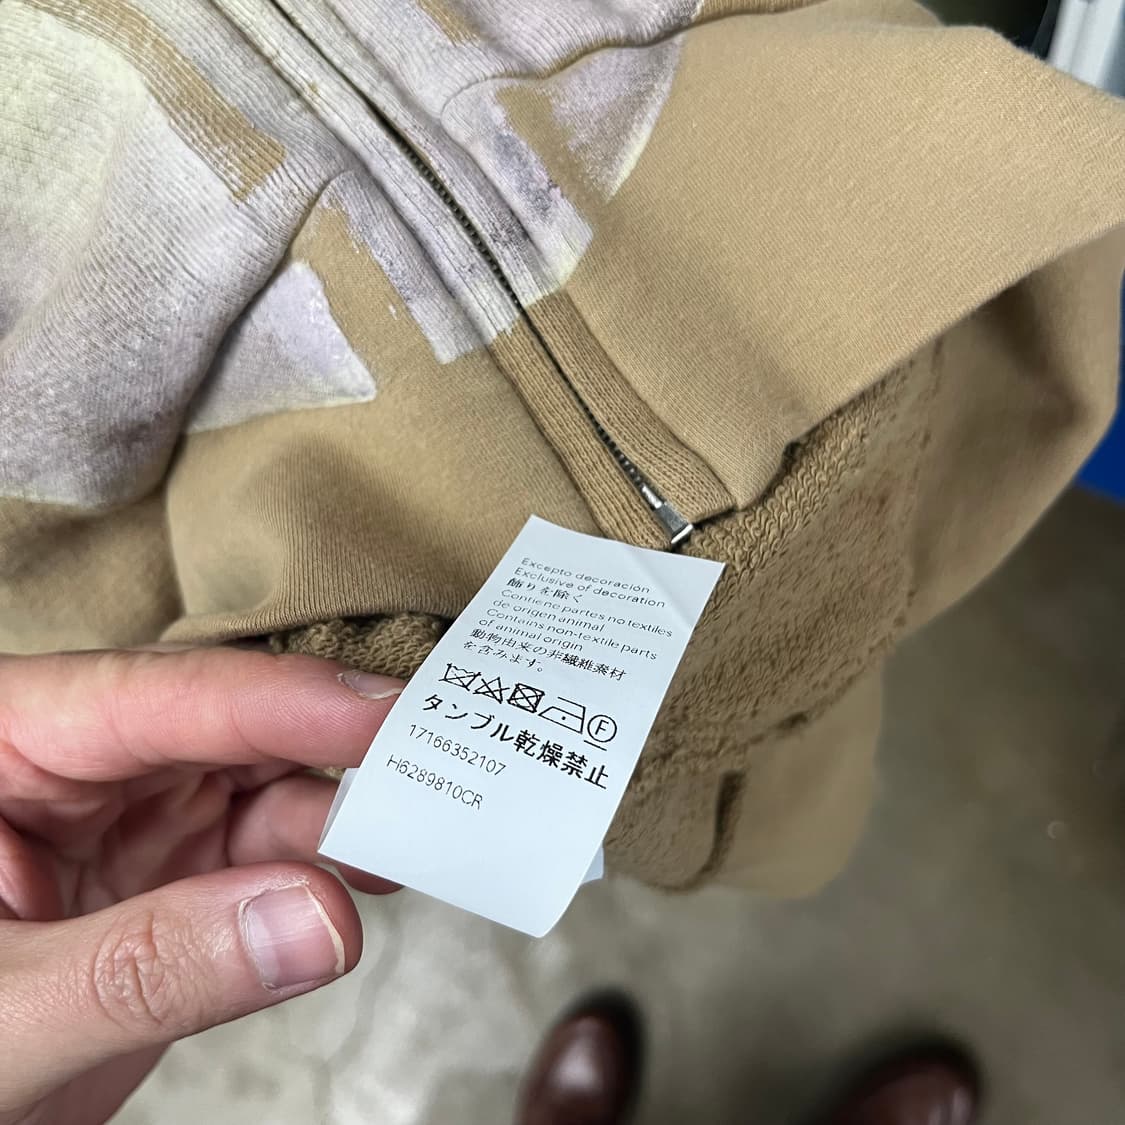 Excepto decoración
Exclusive of decoration
飾りを除く
Contiene partes no textiles
de origen animal
Contains non-textile parts
of animal origin
動物由来の非繊維素材
を含みます。
F
タンブル乾燥禁止
17166352107
H6289810CR